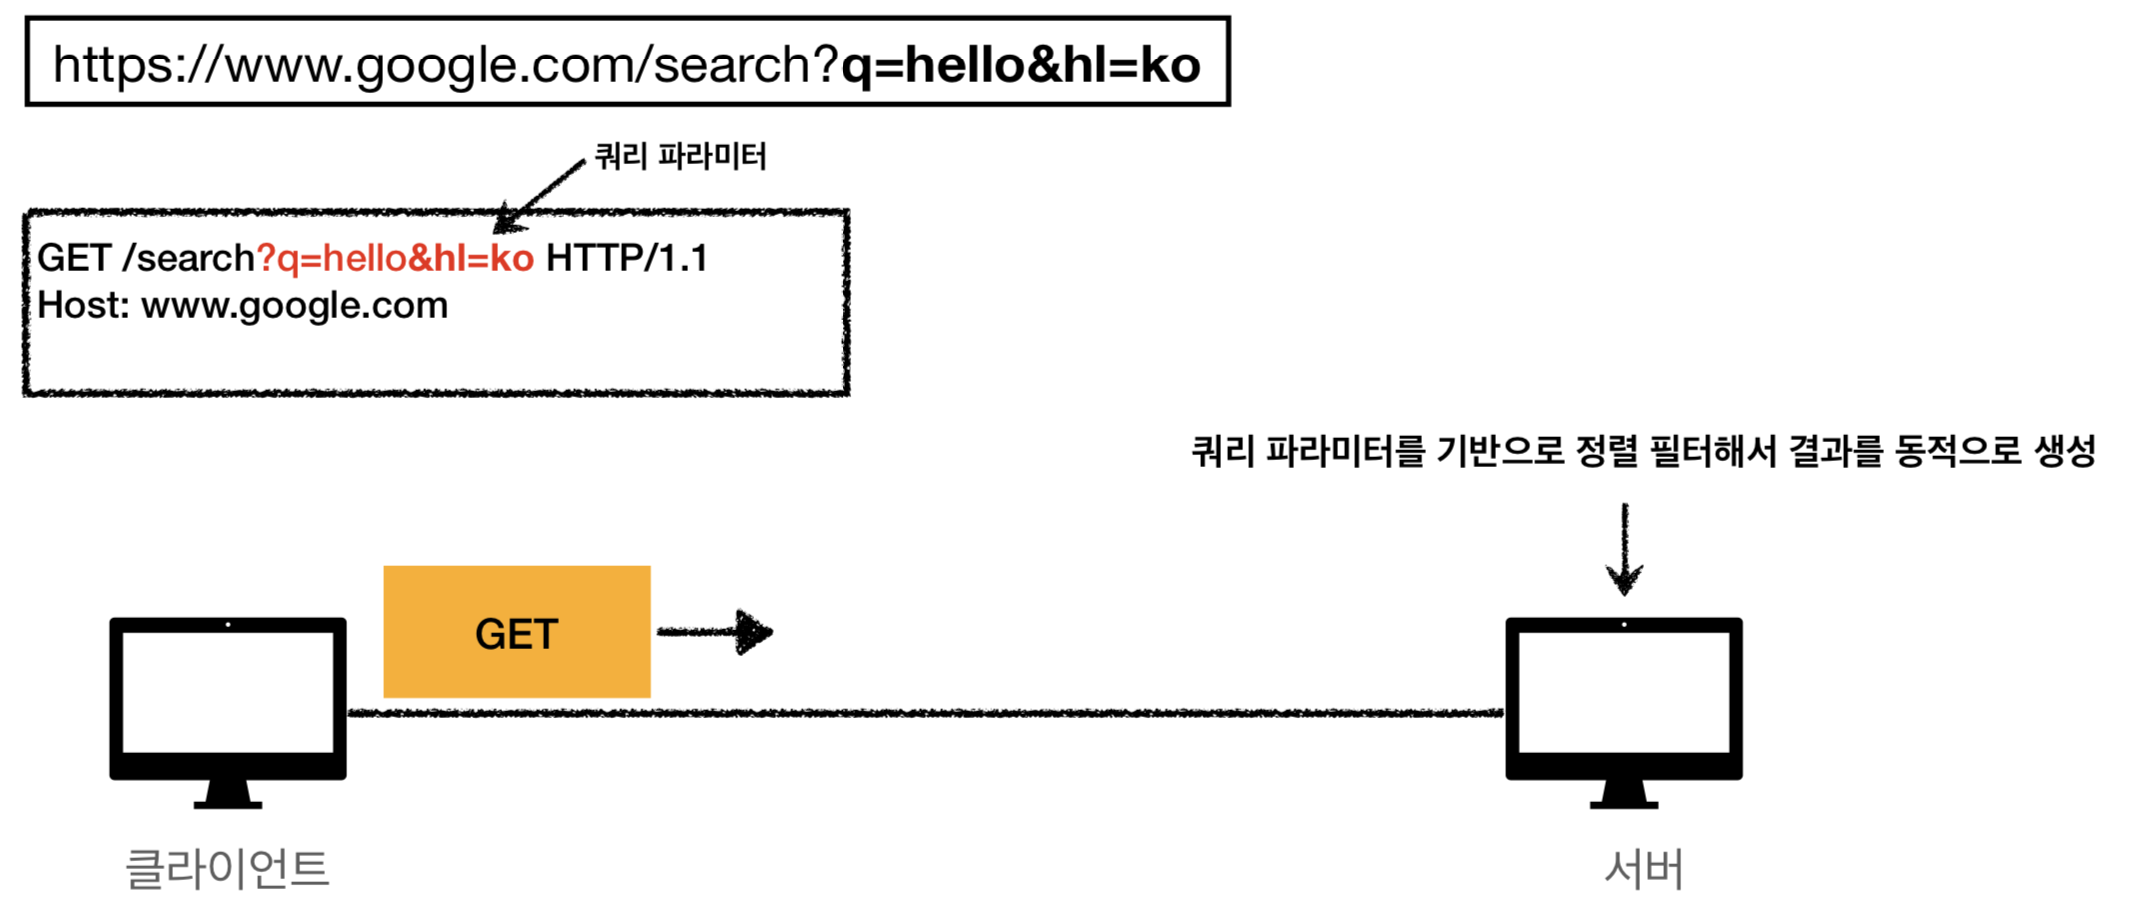 https://www.google.com/search?q=hello&hl=ko
쿼리 파라미터
GET /search?q=hello&hl=ko HTTP/1.1
Host: www.google.com
쿼리 파라미터를 기반으로 정렬 필터해서 결과를 동적으로 생성
GET
클라이언트
서버